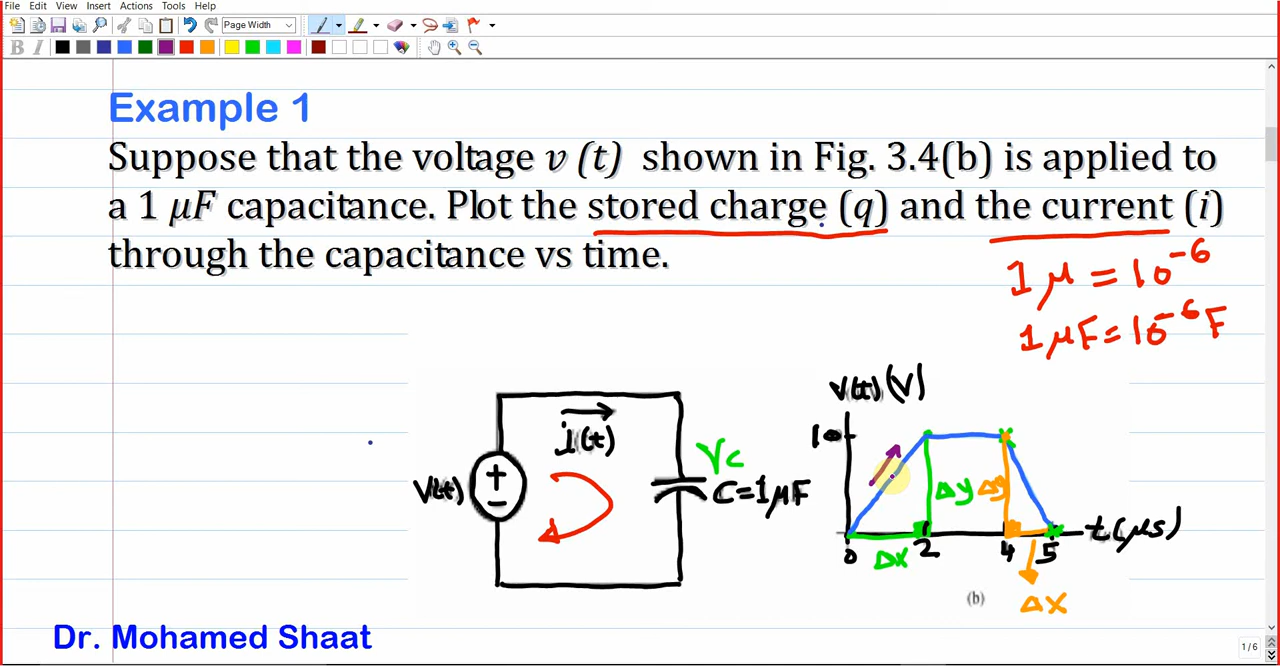 File Edit View Insert Actions Tools Help
Page Width
B I
Example 1
Suppose that the voltage v (t) shown in Fig. 3.4(b) is applied to
a 1 μF capacitance. Plot the stored charge (q) and the current (i)
through the capacitance vs time.
1 μ = 10⁻⁶
1 μF = 10⁻⁶ F
V(t)
+
−
i(t)
Vc
C = 1 μF
V(t) (V)
10
Δy Δy
0 2 4 5 t (μs)
Δx
Δx
(b)
Dr. Mohamed Shaat
1/6